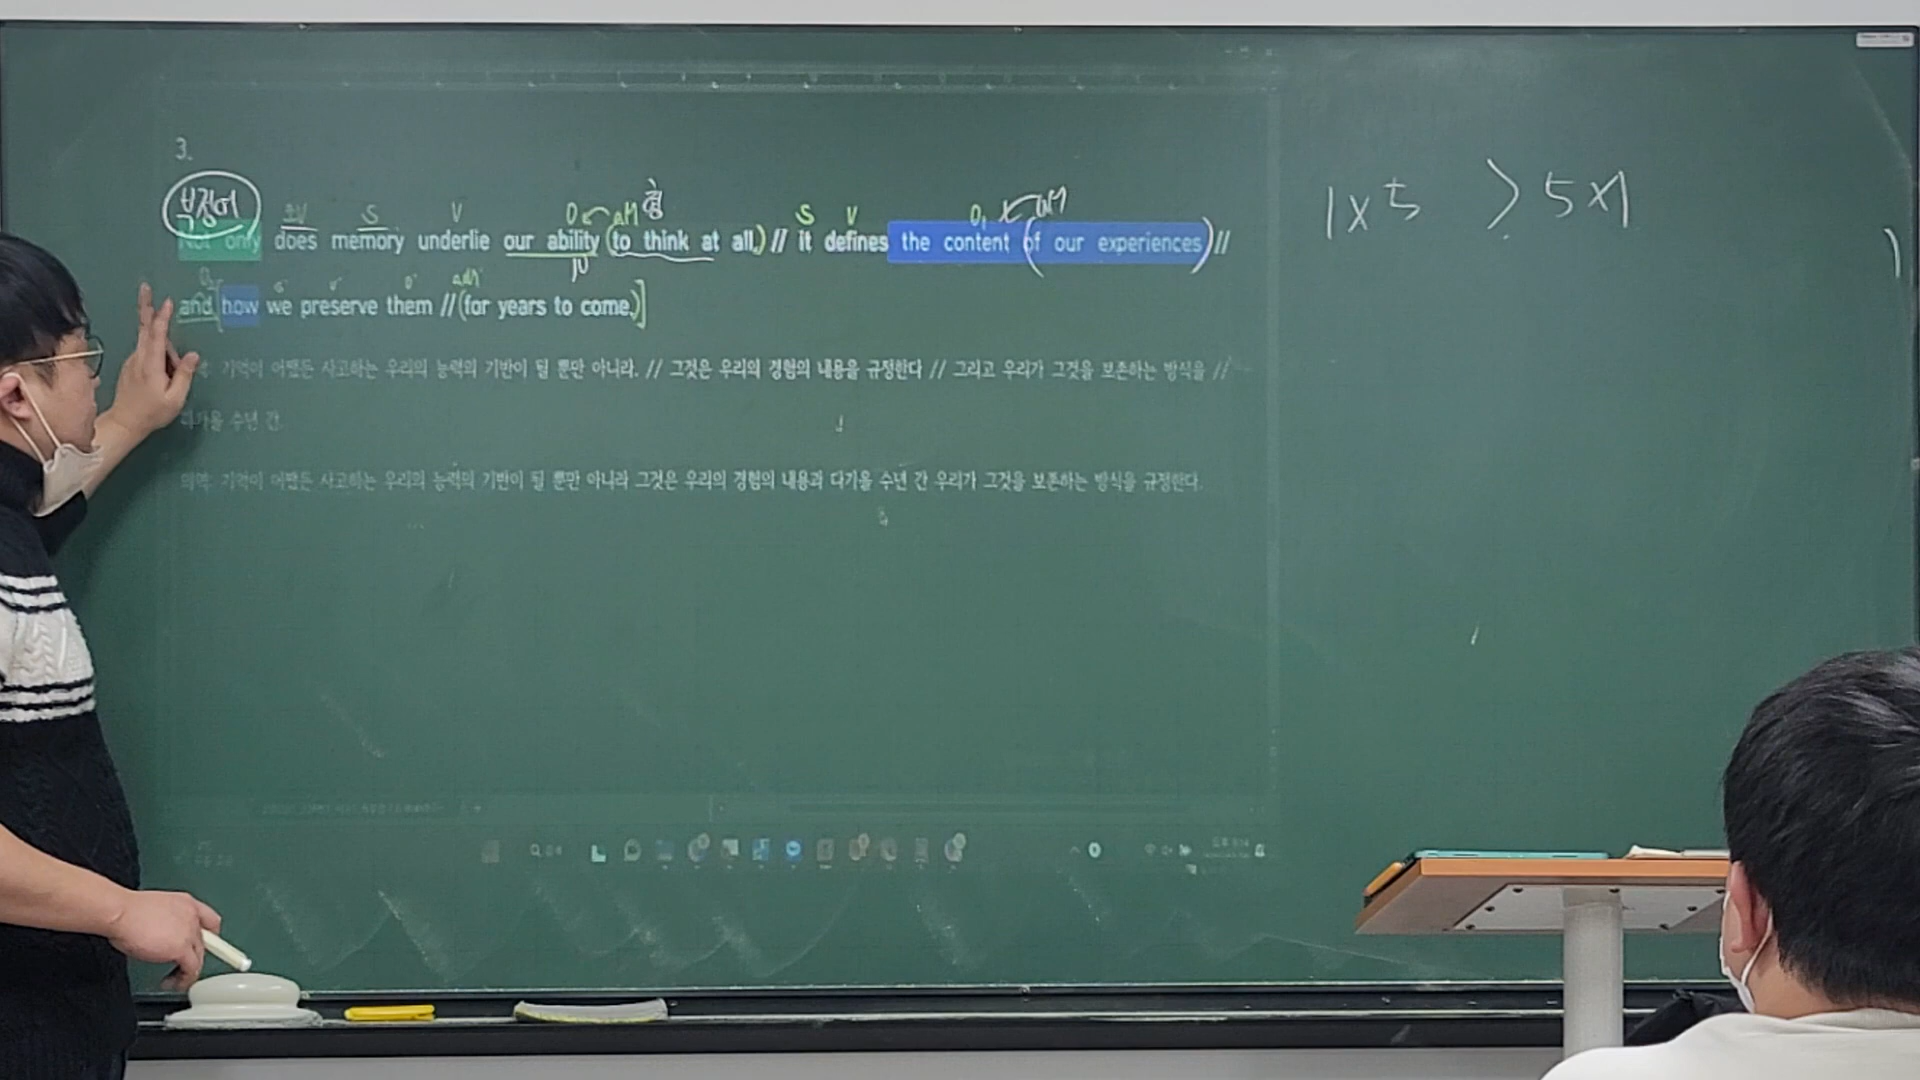 3.
부정어
S V O 형 S V O₁
Not only does memory underlie our ability (to think at all,) // it defines the content (of our experiences) //
1x5 > 5x1
O₂ S V O
and [how we preserve them // (for years to come.)]
기억이 어쨌든 사고하는 우리의 능력의 기반이 될 뿐만 아니라. // 그것은 우리의 경험의 내용을 규정한다 // 그리고 우리가 그것을 보존하는 방식을 //
다가올 수년 간.
의역: 기억이 어쨌든 사고하는 우리의 능력의 기반이 될 뿐만 아니라 그것은 우리의 경험의 내용과 다가올 수년 간 우리가 그것을 보존하는 방식을 규정한다.